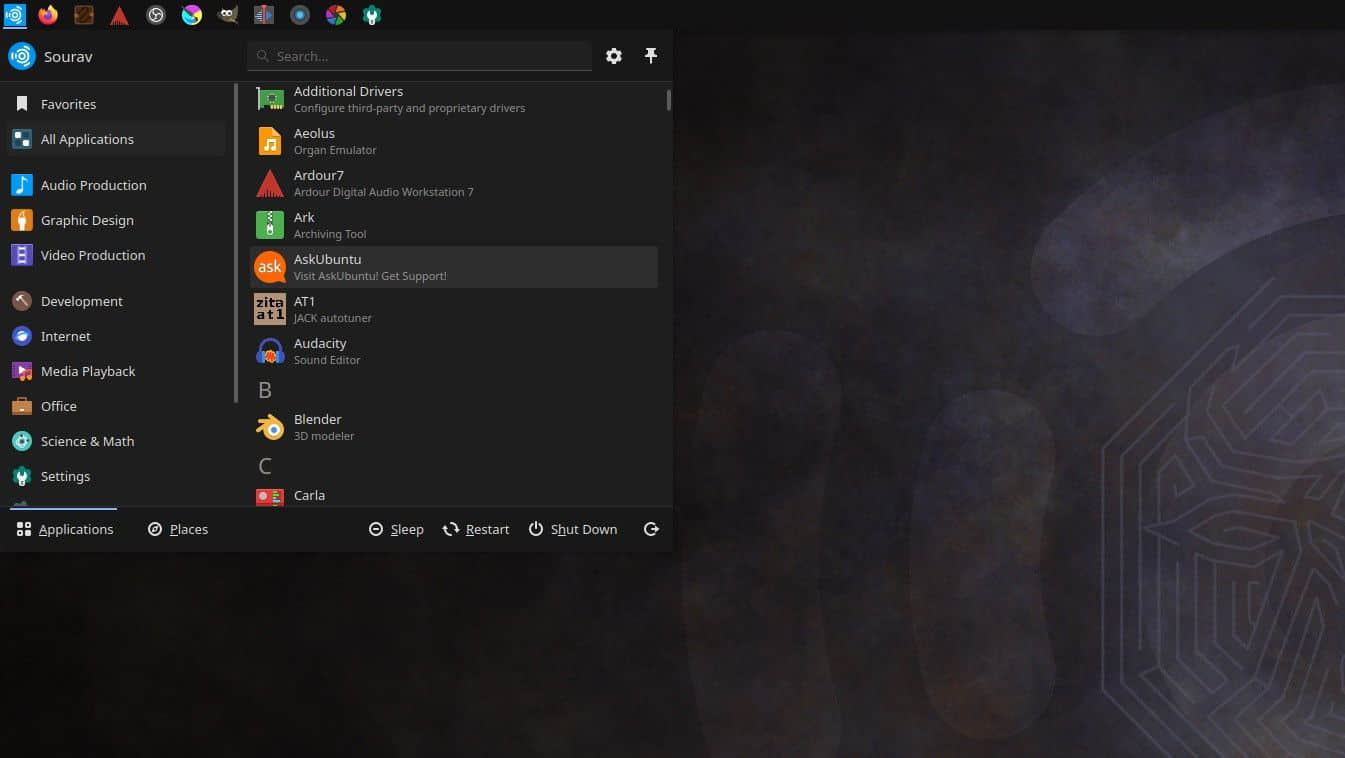 Sourav
Search...
Favorites
All Applications
Audio Production
Graphic Design
Video Production
Development
Internet
Media Playback
Office
Science & Math
Settings
Additional Drivers
Configure third-party and proprietary drivers
Aeolus
Organ Emulator
Ardour7
Ardour Digital Audio Workstation 7
Ark
Archiving Tool
ask
AskUbuntu
Visit AskUbuntu! Get Support!
zita
at1
AT1
JACK autotuner
Audacity
Sound Editor
B
Blender
3D modeler
C
Carla
Applications
Places
Sleep
Restart
Shut Down